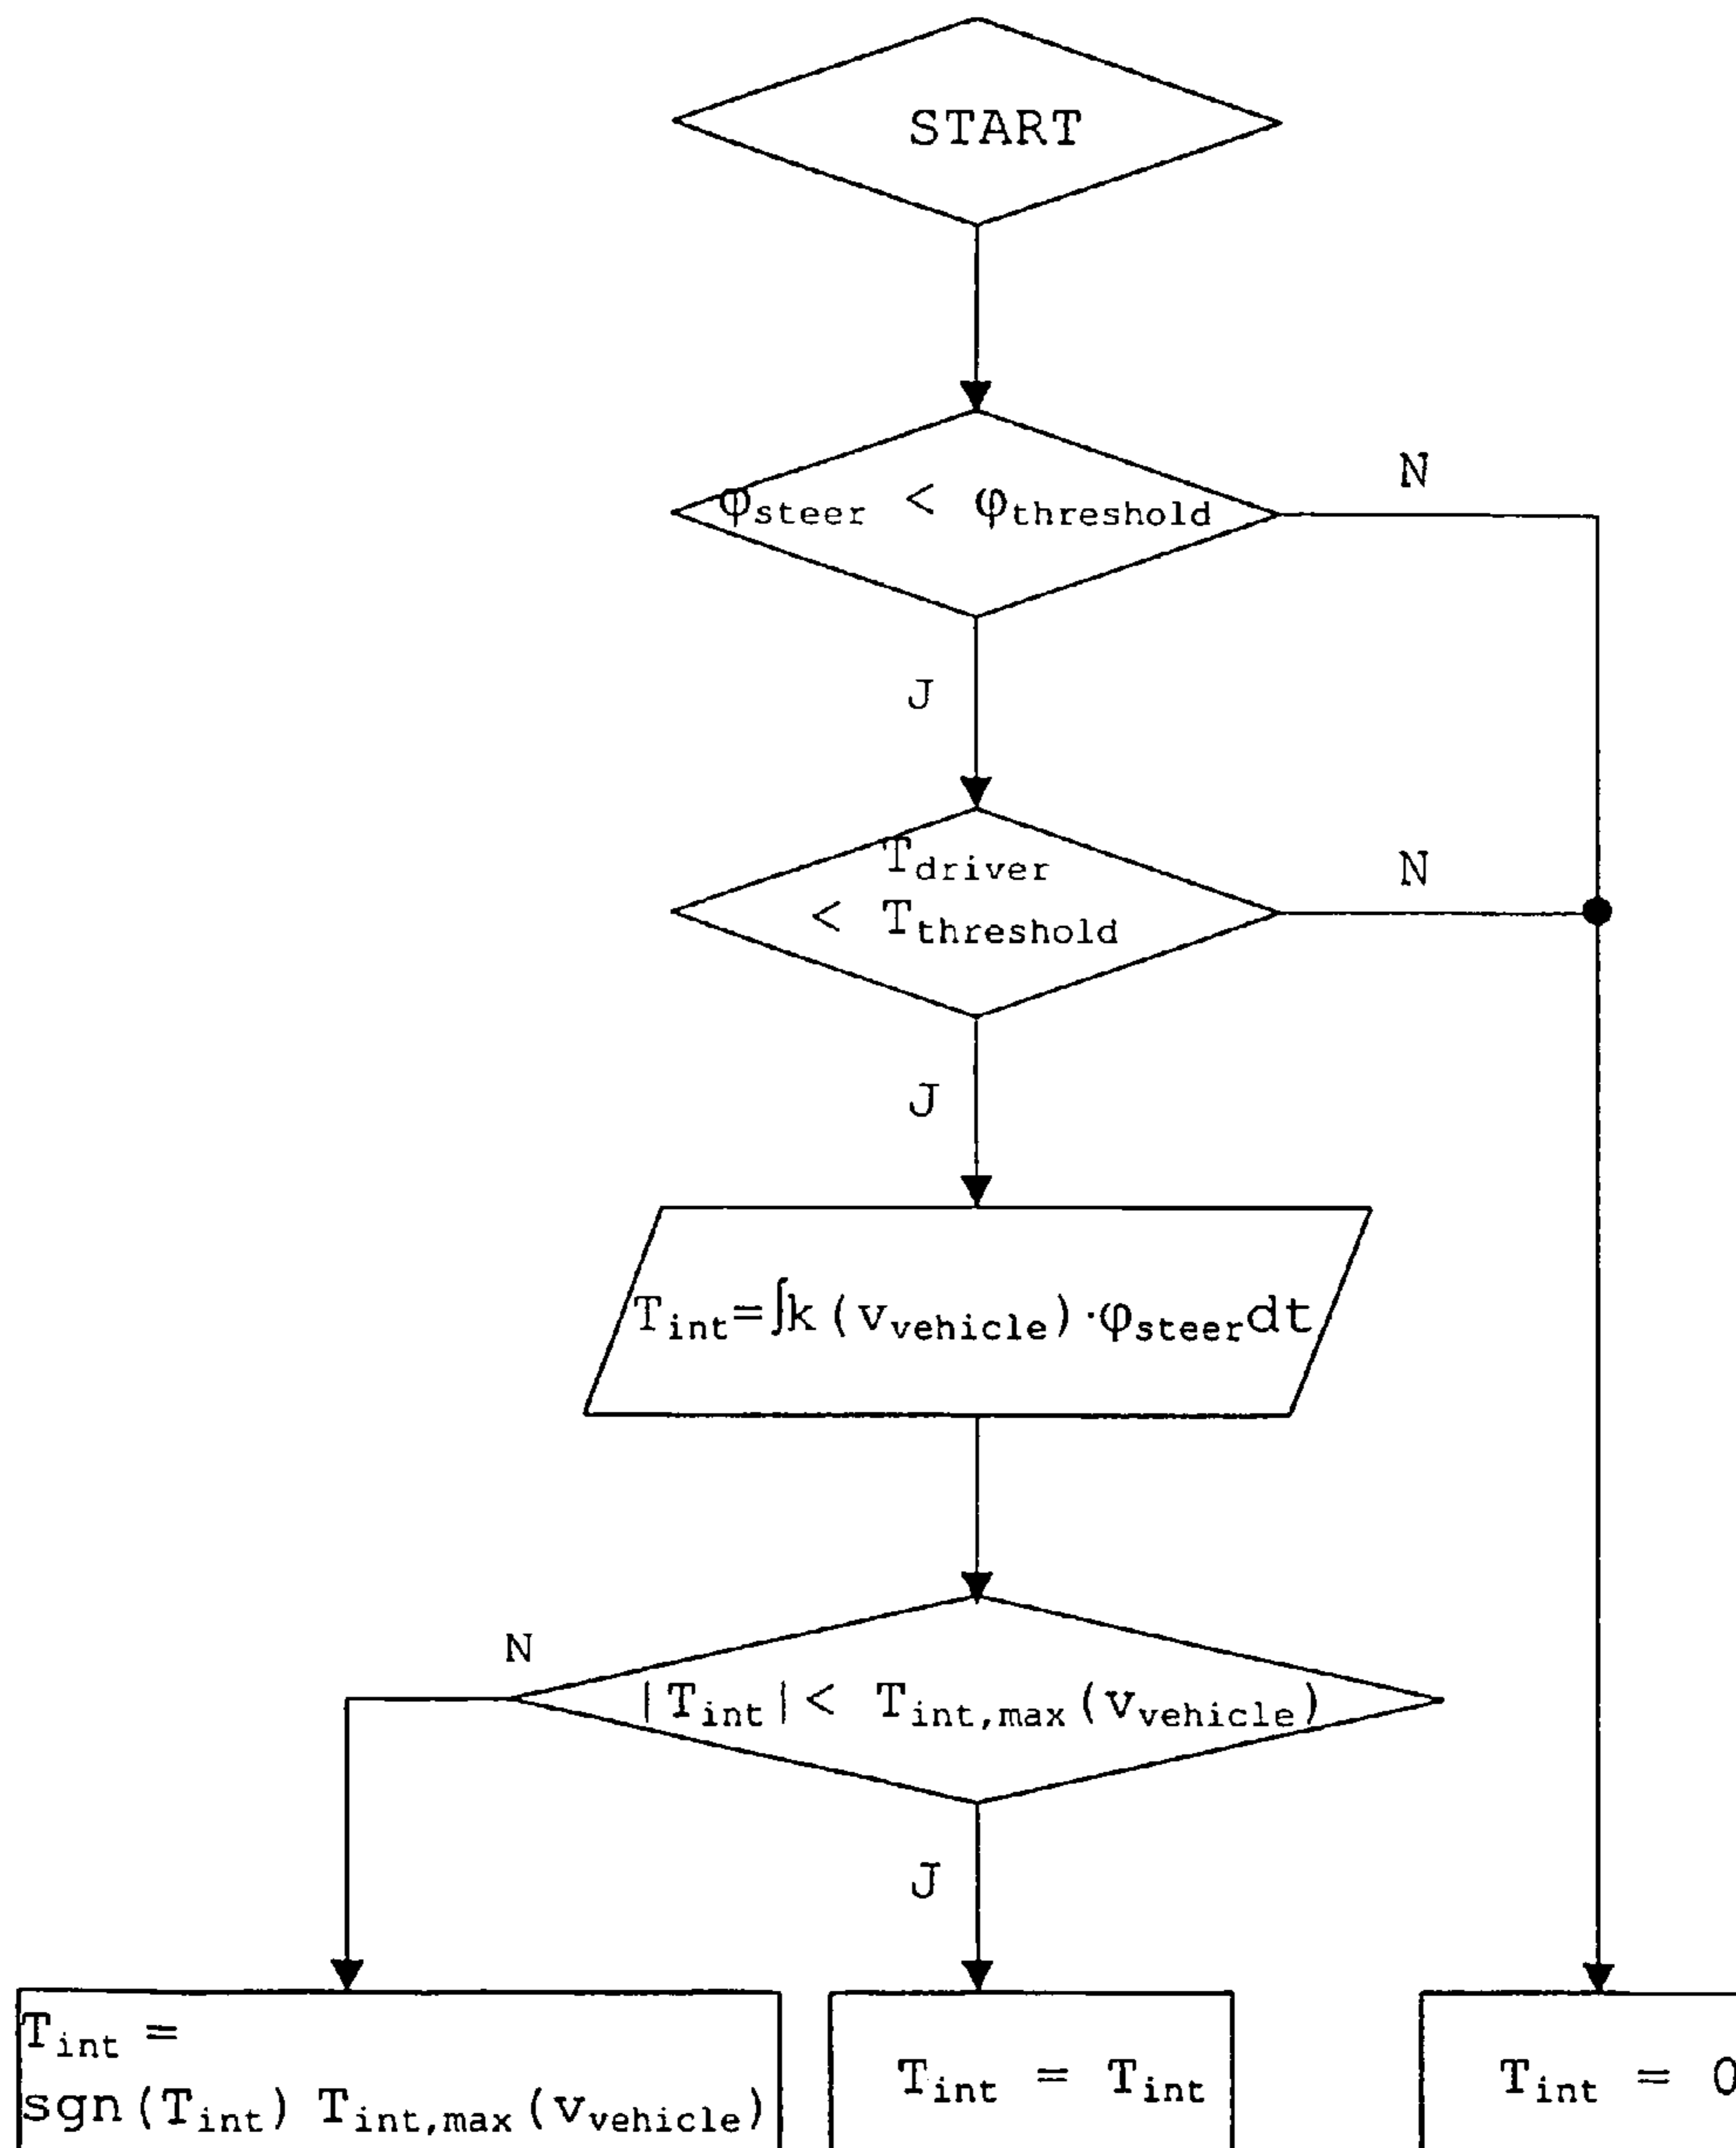 START
φsteer < φthreshold
N
J
Tdriver
< Tthreshold
N
J
Tint=∫k(vvehicle)·φsteerdt
N
|Tint|< Tint,max(vvehicle)
J
Tint =
sgn(Tint) Tint,max(vvehicle)
Tint = Tint
Tint = 0